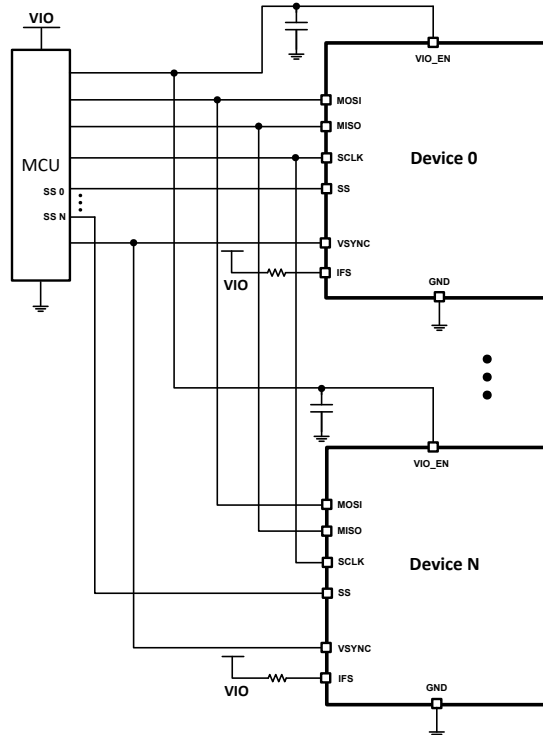 VIO
MCU
SS 0
SS N
VIO_EN
MOSI
MISO
SCLK
SS
VSYNC
IFS
VIO
GND
Device 0
VIO_EN
MOSI
MISO
SCLK
SS
VSYNC
IFS
VIO
GND
Device N